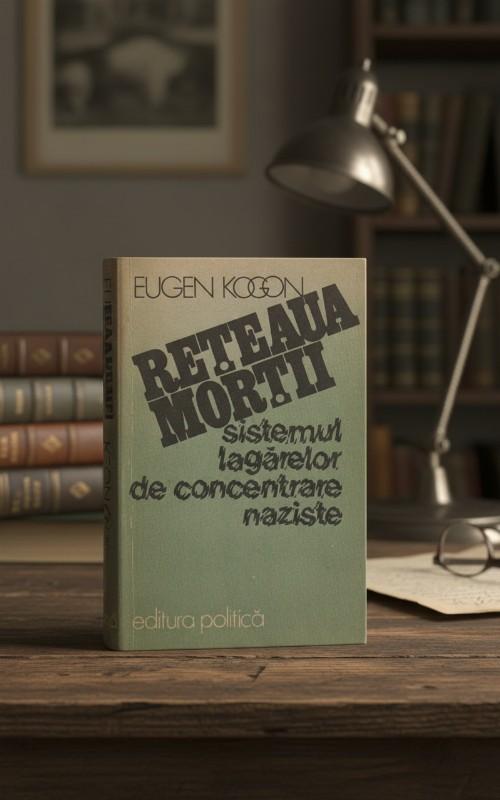 EUGEN KOGON
REȚEAUA
MORȚII
sistemul
lagărelor
de concentrare
naziste
editura politică